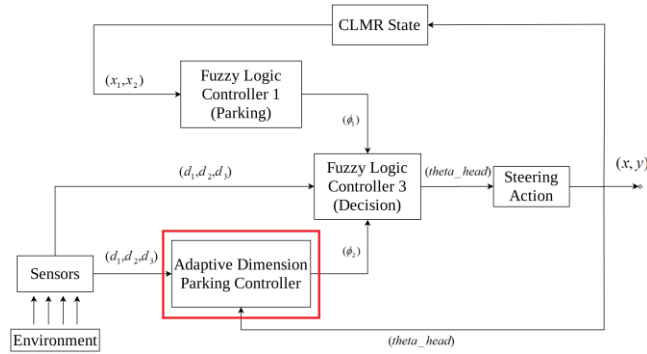 CLMR State
(x₁,x₂)
Fuzzy Logic
Controller 1
(Parking)
(ϕ₁)
(d₁,d₂,d₃)
Fuzzy Logic
Controller 3
(Decision)
(theta_head)
Steering
Action
(x, y)
Sensors
(d₁,d₂,d₃)
Adaptive Dimension
Parking Controller
(ϕ₂)
Environment
(theta_head)